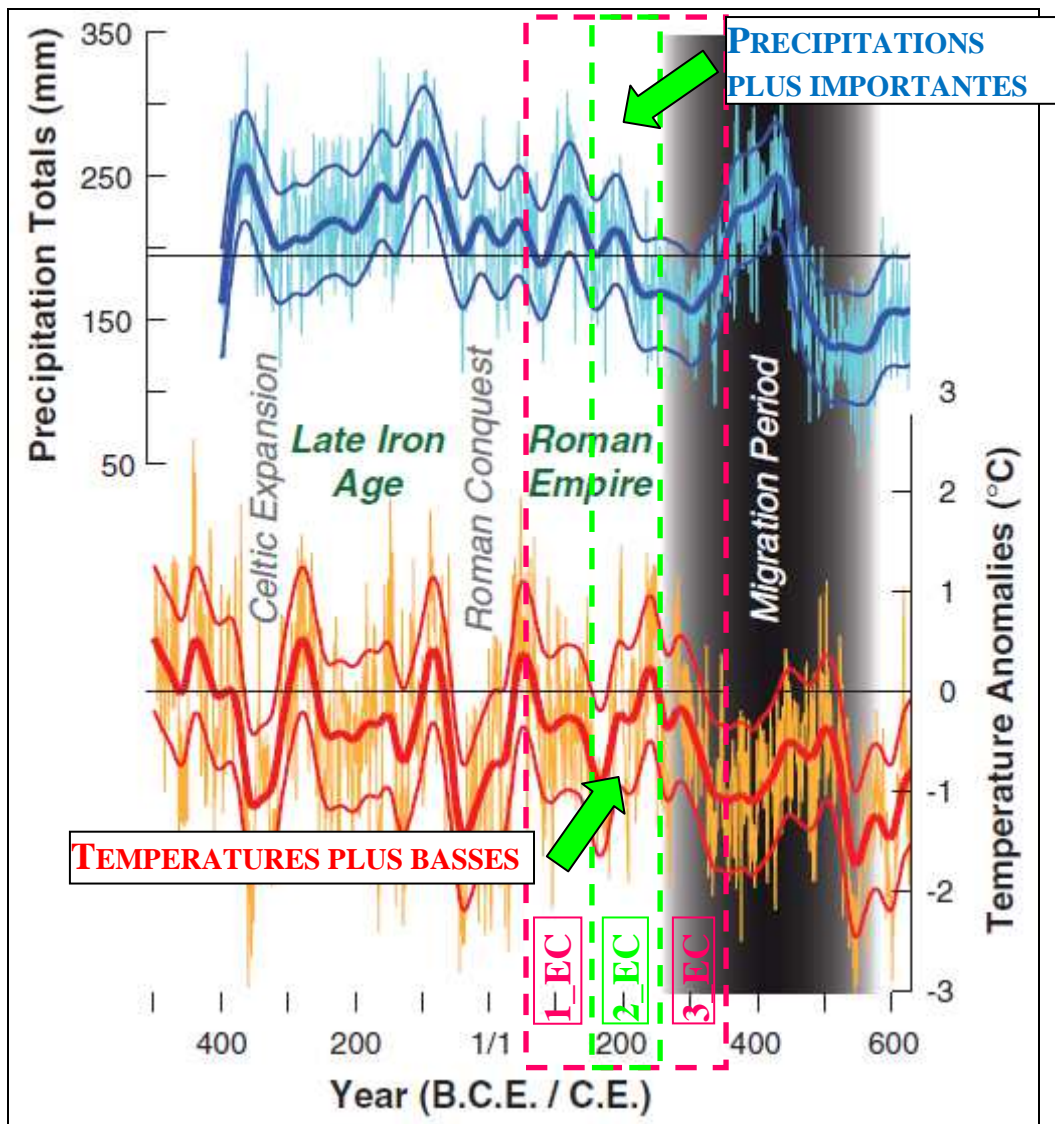 PRECIPITATIONS
PLUS IMPORTANTES
Precipitation Totals (mm)
350
250
150
50
Celtic Expansion
Late Iron
Age
Roman Conquest
Roman
Empire
Migration Period
3
2
1
0
-1
-2
-3
Temperature Anomalies (°C)
TEMPERATURES PLUS BASSES
1_EC
2_EC
3_EC
400
200
1/1
200
400
600
Year (B.C.E. / C.E.)